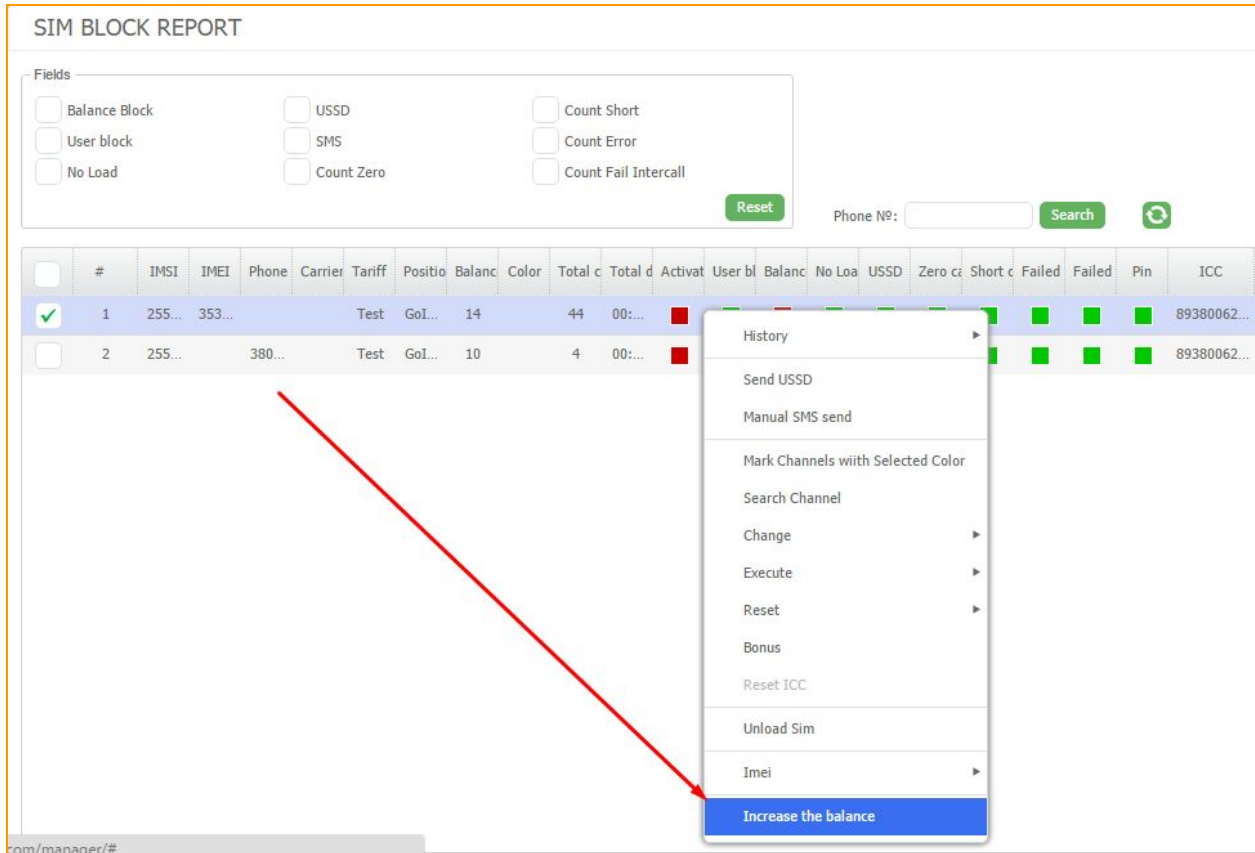 SIM BLOCK REPORT
Fields
Balance Block USSD Count Short
User block SMS Count Error
No Load Count Zero Count Fail Intercall
Reset
Phone Nº: Search
# IMSI IMEI Phone Carrier Tariff Positio Balanc Color Total c Total d Activat User bl Balanc No Loa USSD Zero ca Short c Failed Failed Pin ICC
1 255... 353... Test GoI... 14 44 00:... 89380062...
2 255... 380... Test GoI... 10 4 00:... 89380062...
History
Send USSD
Manual SMS send
Mark Channels wiith Selected Color
Search Channel
Change
Execute
Reset
Bonus
Reset ICC
Unload Sim
Imei
Increase the balance
com/manager/#